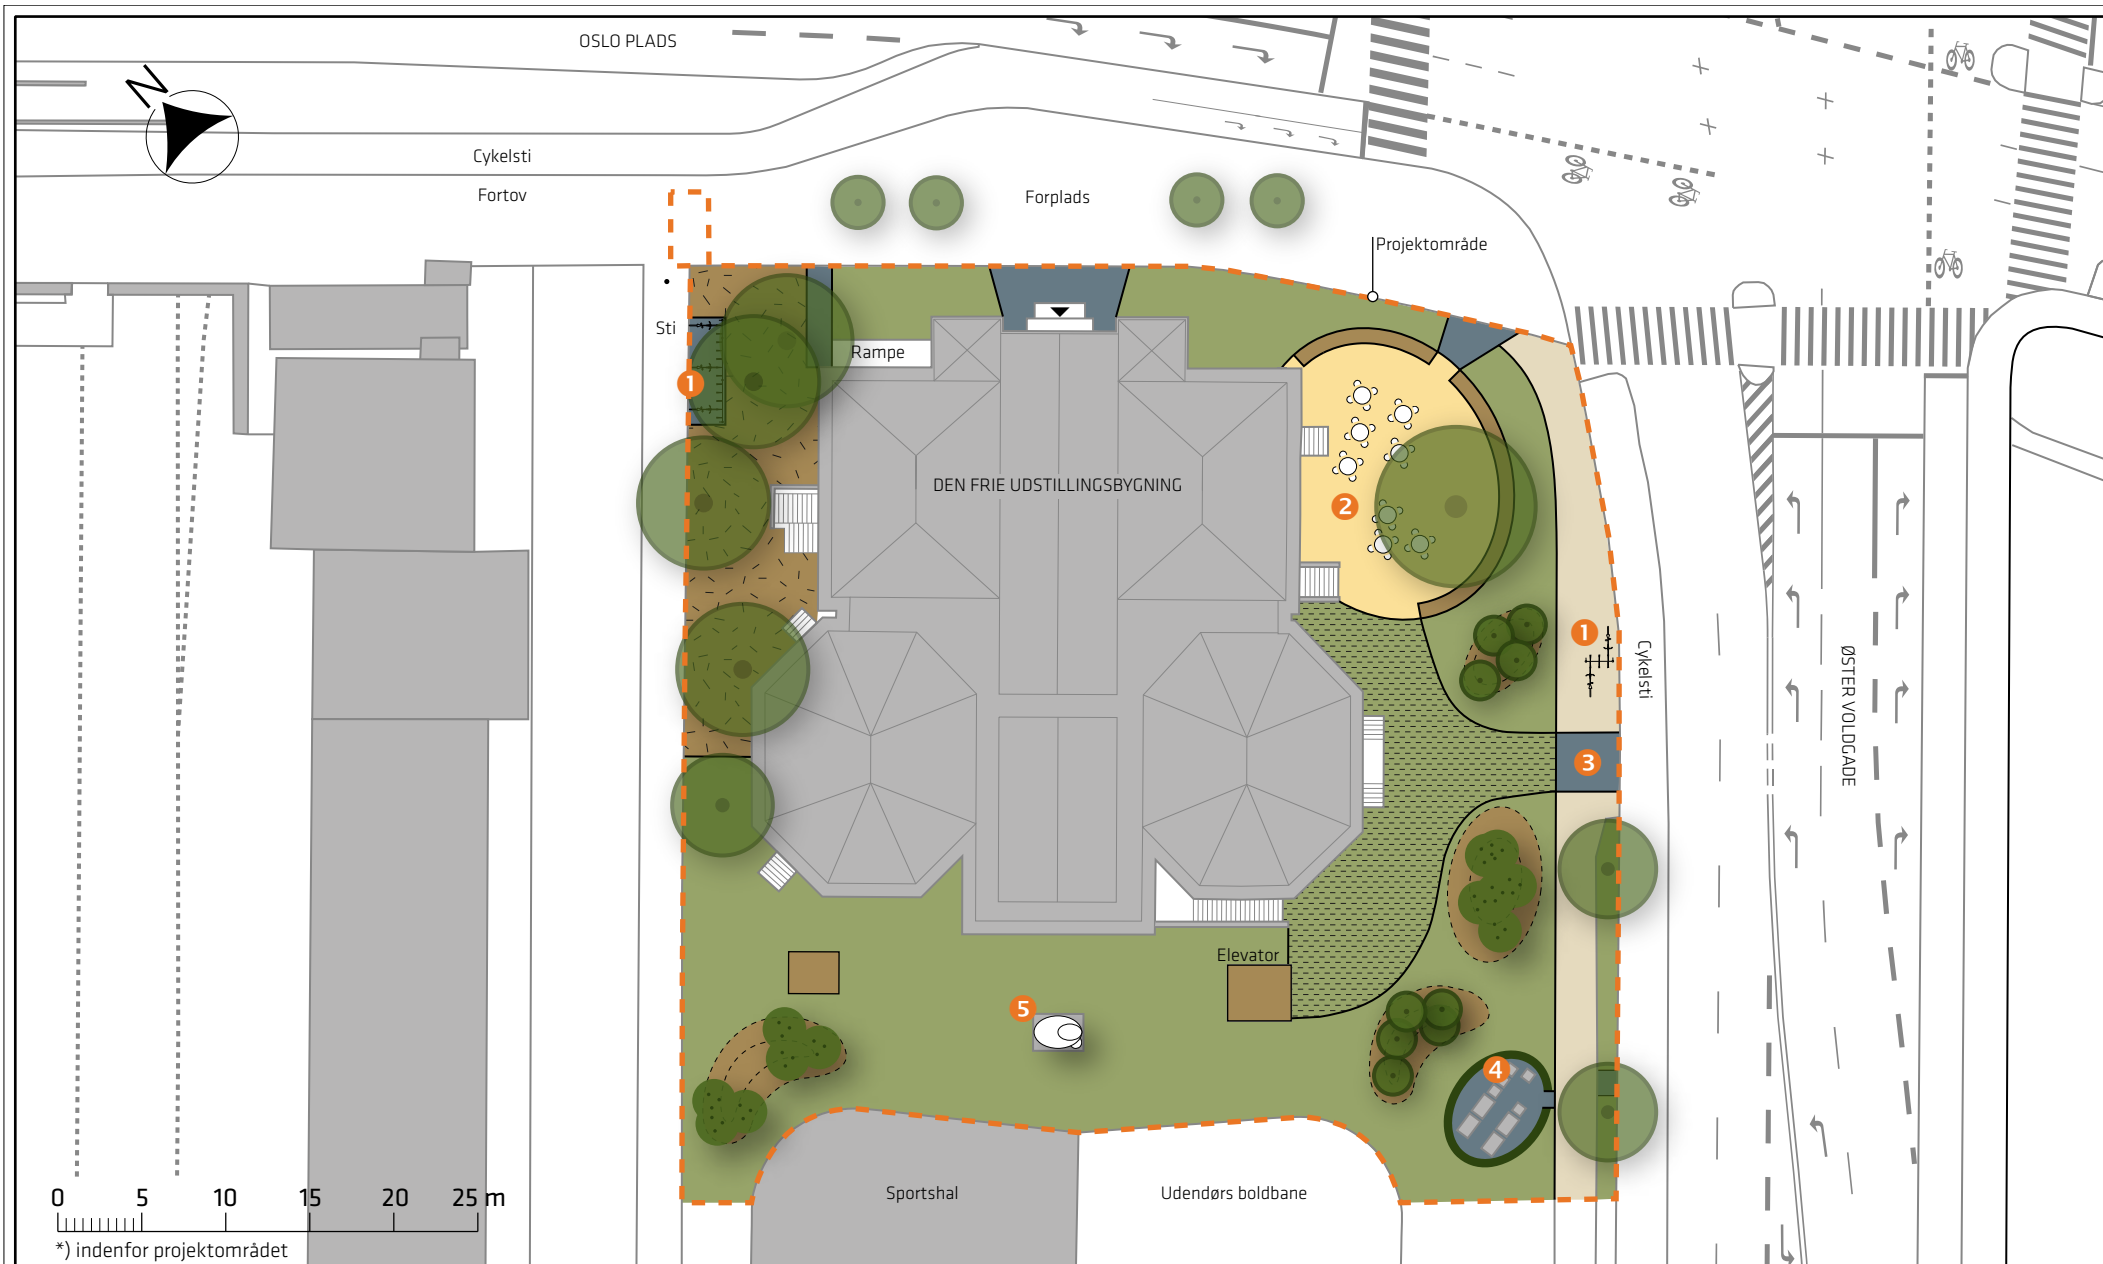 OSLO PLADS
N
Cykelsti
Fortov
Forplads
Projektområde
Sti
Rampe
1
DEN FRIE UDSTILLINGSBYGNING
2
1
Cykelsti
ØSTER VOLDGADE
3
Elevator
5
4
Sportshal
Udendørs boldbane
0 5 10 15 20 25 m
*) indenfor projektområdet